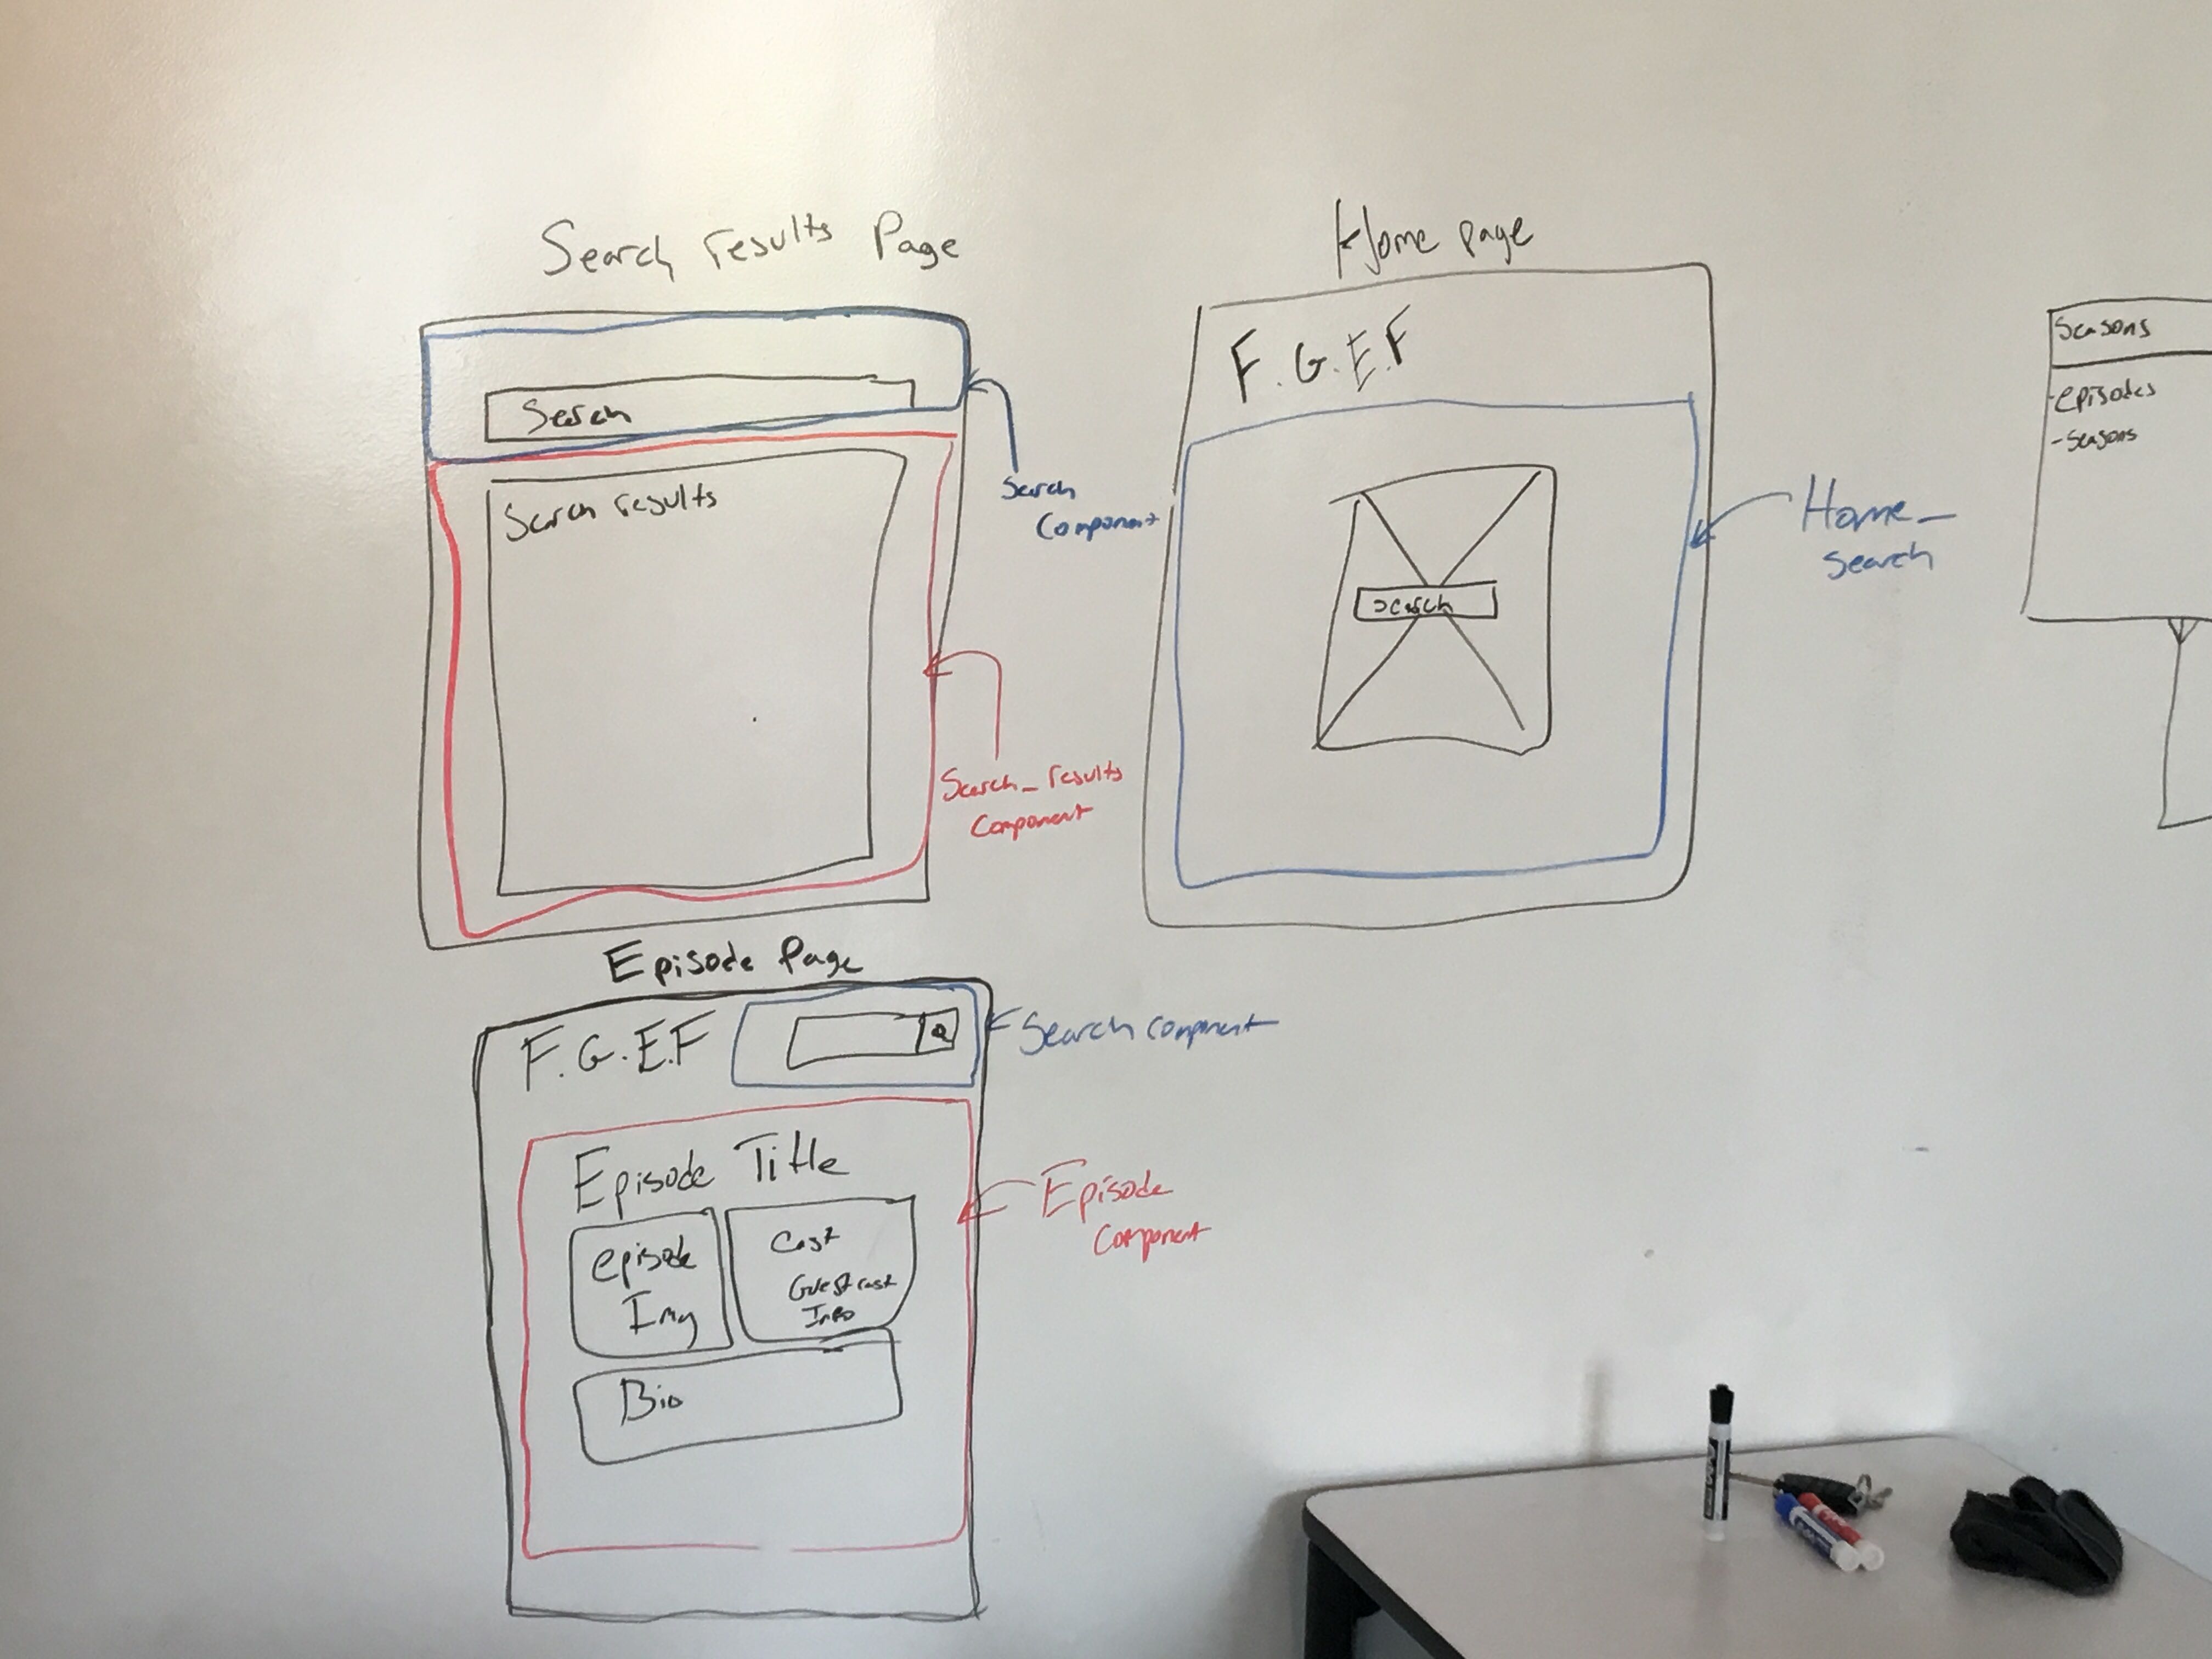 Search results Page
Search
Search results
Search
Component
Search_results
Component
Home page
F.G.E.F
Search
Home_
search
Seasons
-episodes
-seasons
Episode Page
F.G.E.F
Search component
Episode Title
episode
Img
Cast
Guest cast
Info
Bio
Episode
Component